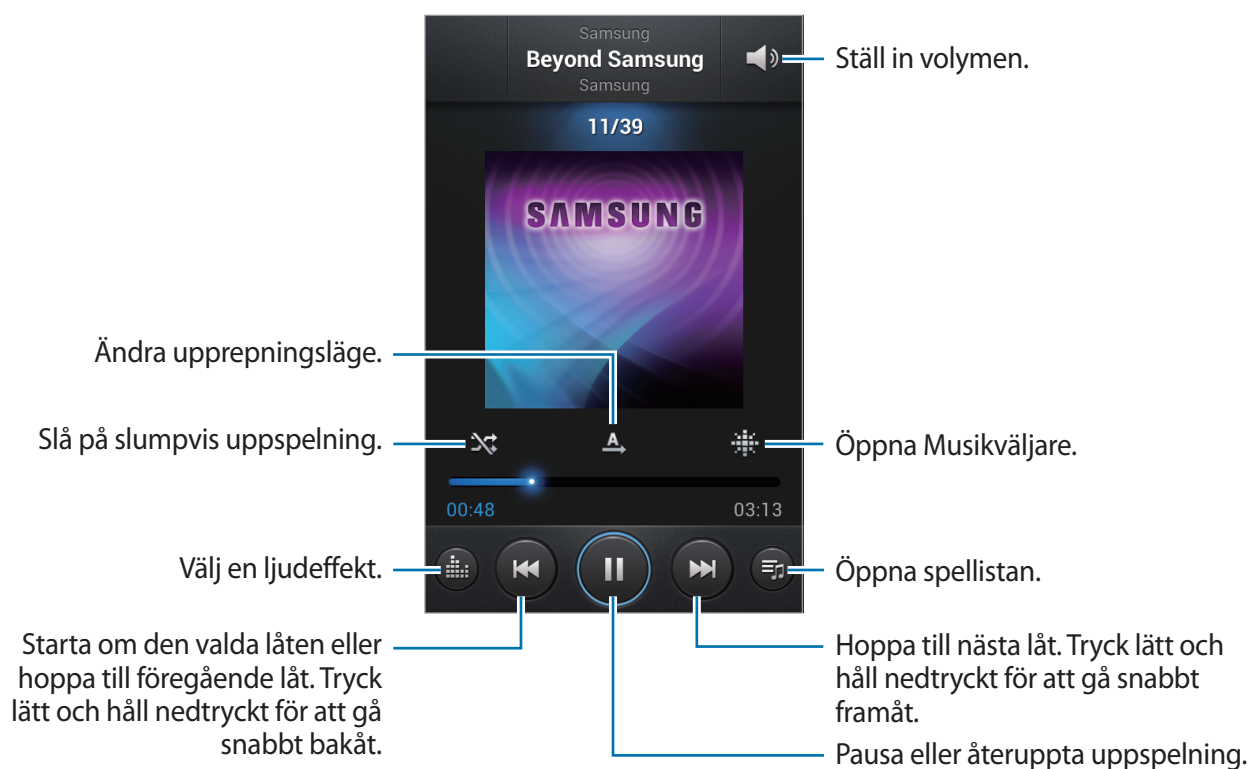 Samsung
Beyond Samsung
Samsung
Ställ in volymen.
11/39
SAMSUNG
Ändra upprepningsläge.
A
Slå på slumpvis uppspelning.
Öppna Musikväljare.
00:48
03:13
Välj en ljudeffekt.
Öppna spellistan.
Starta om den valda låten eller
hoppa till föregående låt. Tryck
lätt och håll nedtryckt för att gå
snabbt bakåt.
Hoppa till nästa låt. Tryck lätt och
håll nedtryckt för att gå snabbt
framåt.
Pausa eller återuppta uppspelning.